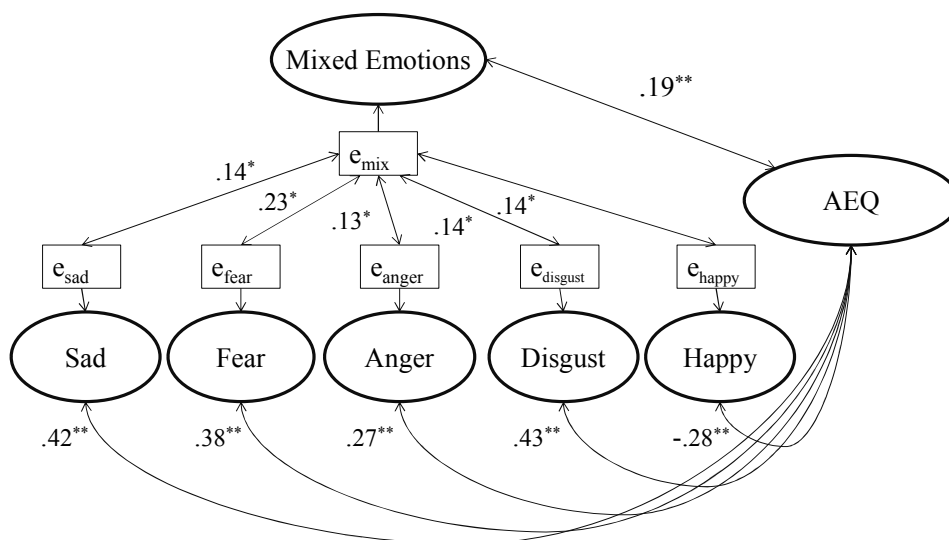 Mixed Emotions
.19**
e_mix
AEQ
.14*
.23*
.13*
.14*
.14*
e_sad
e_fear
e_anger
e_disgust
e_happy
Sad
Fear
Anger
Disgust
Happy
.42**
.38**
.27**
.43**
-.28**